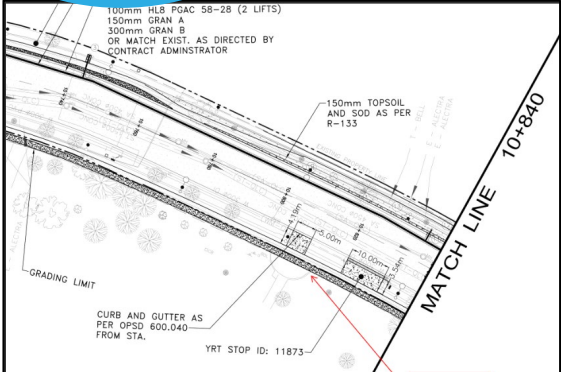 100mm HL8 PGAC 58-28 (2 LIFTS)
150mm GRAN A
300mm GRAN B
OR MATCH EXIST. AS DIRECTED BY
CONTRACT ADMINSTRATOR
150mm TOPSOIL
AND SOD AS PER
R-133
MATCH LINE 10+840
4.19m
5.00m
10.00m
3.54m
GRADING LIMIT
CURB AND GUTTER AS
PER OPSD 600.040
FROM STA.
YRT STOP ID: 11873